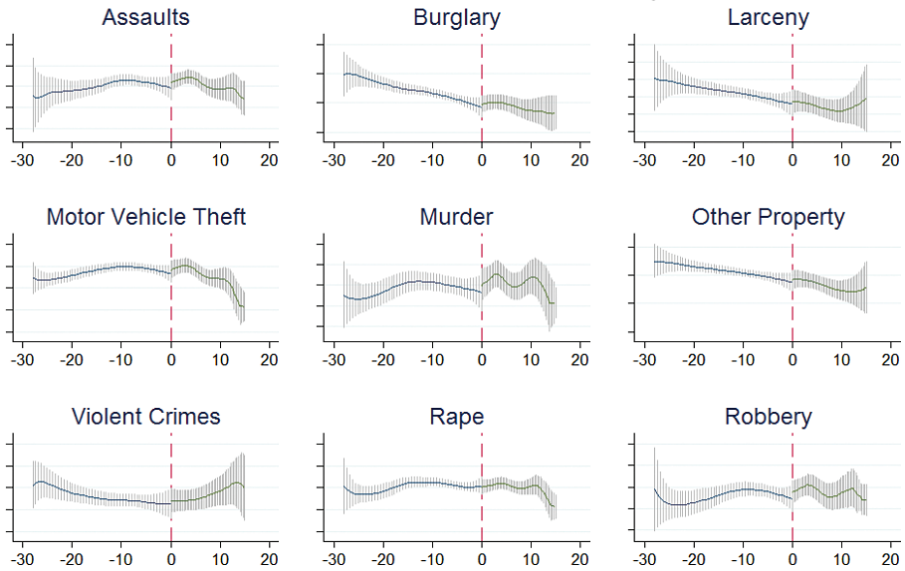 Assaults Burglary Larceny
-30 -20 -10 0 10 20 -30 -20 -10 0 10 20 -30 -20 -10 0 10 20
Motor Vehicle Theft Murder Other Property
-30 -20 -10 0 10 20 -30 -20 -10 0 10 20 -30 -20 -10 0 10 20
Violent Crimes Rape Robbery
-30 -20 -10 0 10 20 -30 -20 -10 0 10 20 -30 -20 -10 0 10 20